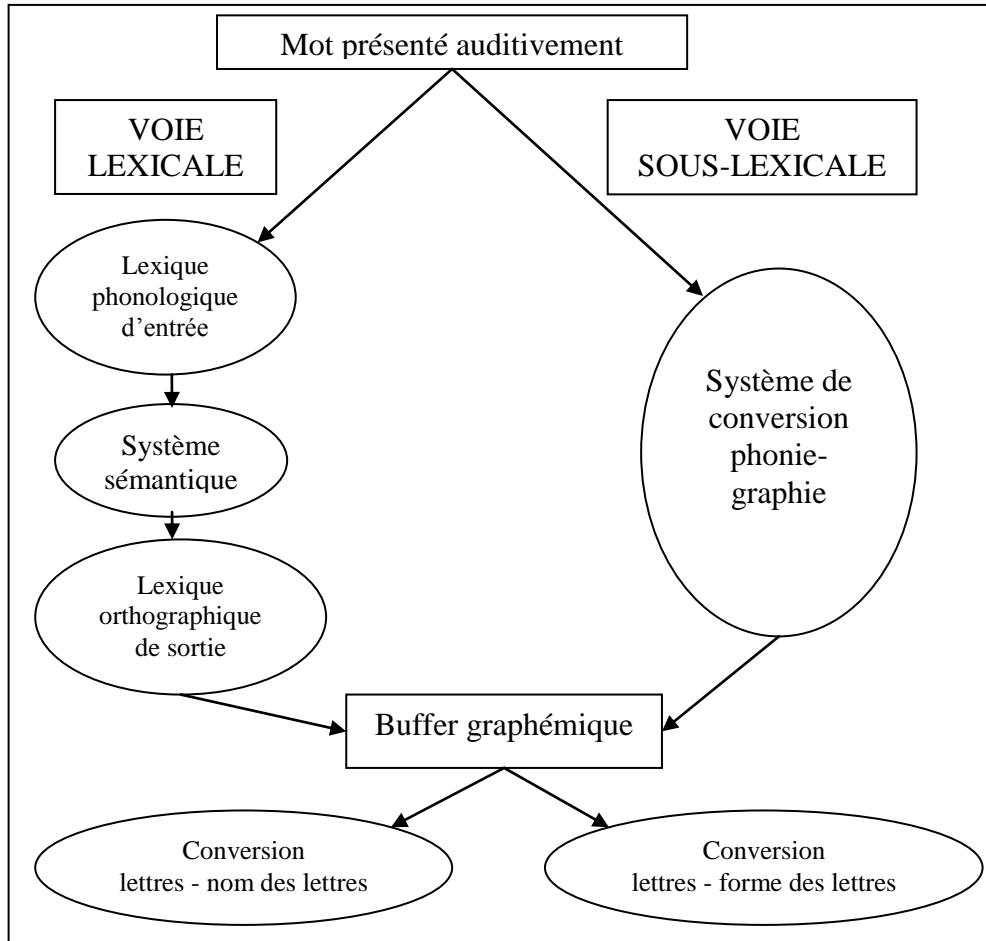 Mot présenté auditivement
VOIE
LEXICALE
VOIE
SOUS-LEXICALE
Lexique
phonologique
d'entrée
Système de
conversion
phonie-
graphie
Système
sémantique
Lexique
orthographique
de sortie
Buffer graphémique
Conversion
lettres - nom des lettres
Conversion
lettres - forme des lettres